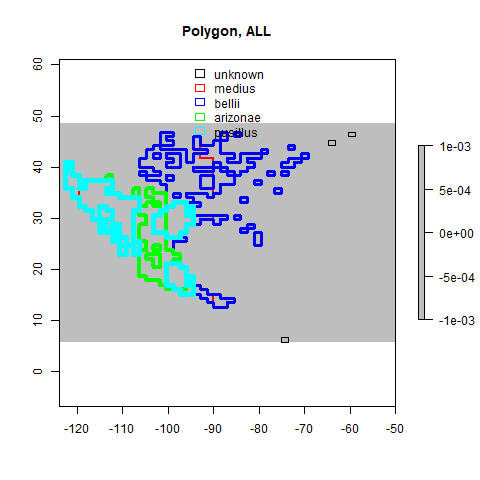 Polygon, ALL
unknown
medius
bellii
arizonae
pusillus
60
50
40
30
20
10
0
-120
-110
-100
-90
-80
-70
-60
-50
1e-03
5e-04
0e+00
-5e-04
-1e-03